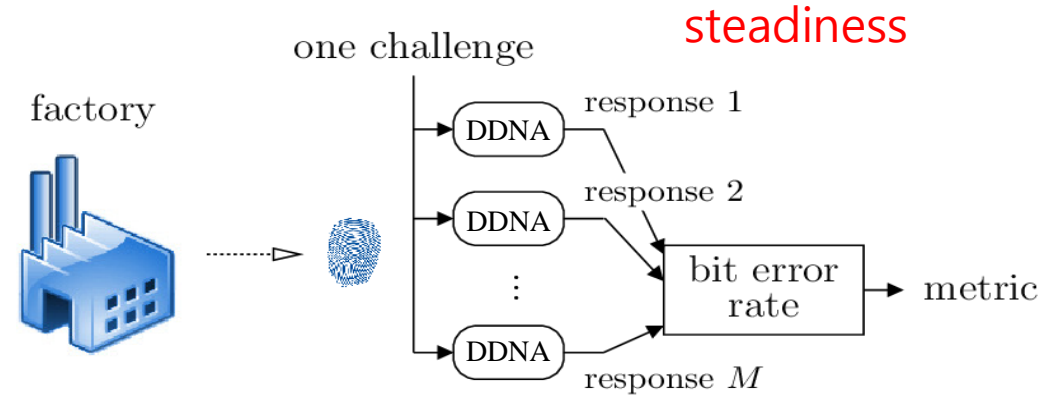 steadiness
one challenge
factory
DDNA
response 1
DDNA
response 2
⋮
DDNA
response M
bit error
rate
metric